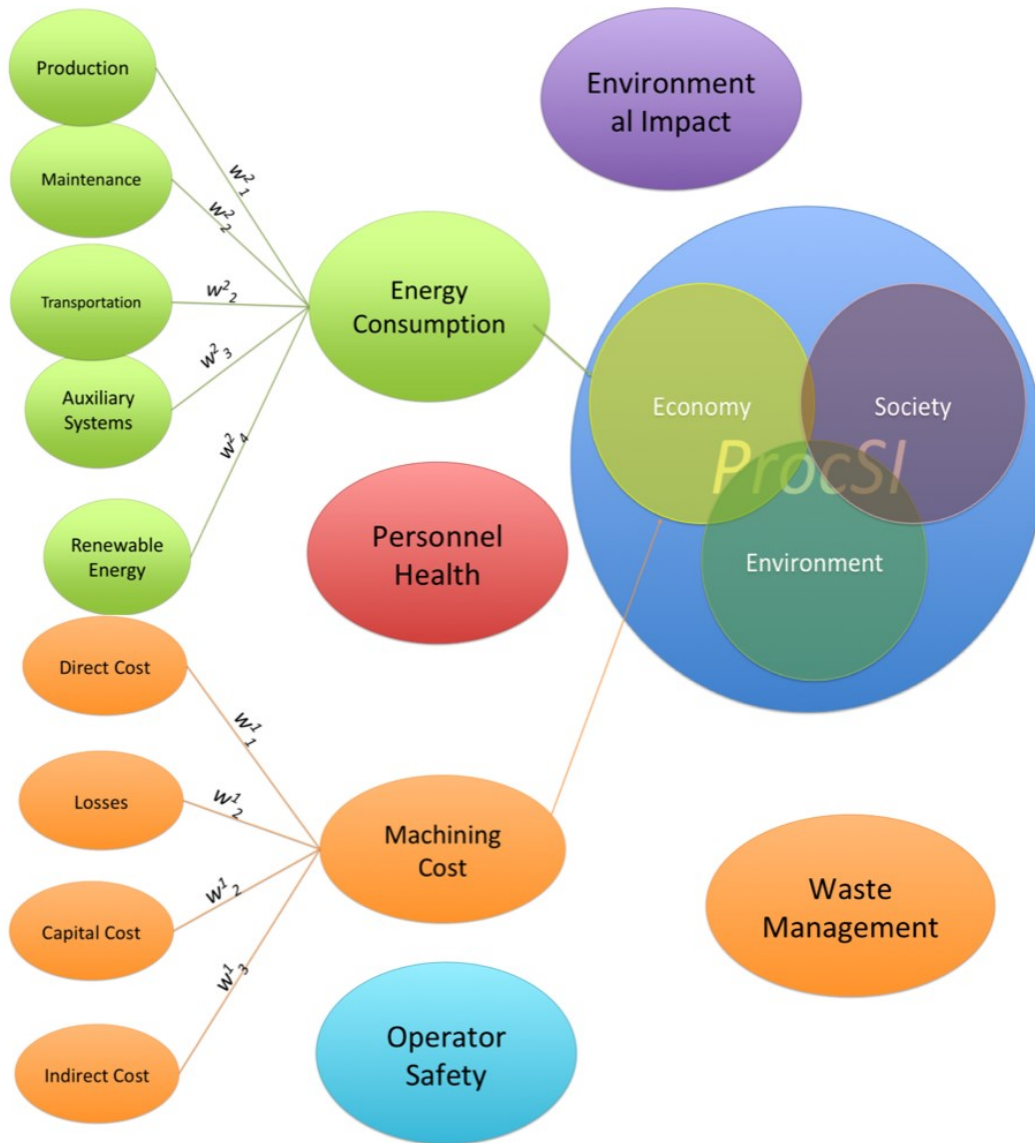 Production
Maintenance
Transportation
Auxiliary
Systems
Renewable
Energy
w²₁
w²₂
w²₂
w²₃
w²₄
Energy
Consumption
Environment
al Impact
Economy
Society
ProcSI
Environment
Personnel
Health
Direct Cost
Losses
Capital Cost
Indirect Cost
w¹₁
w¹₂
w¹₂
w¹₃
Machining
Cost
Waste
Management
Operator
Safety